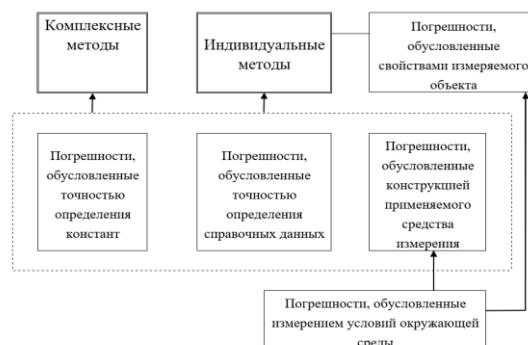 Комплексные
методы
Индивидуальные
методы
Погрешности,
обусловленные
свойствами измеряемого
объекта
Погрешности,
обусловленные
точностью
определения
констант
Погрешности,
обусловленные
точностью
определения
справочных данных
Погрешности,
обусловленные
конструкцией
применяемого
средства
измерения
Погрешности, обусловленные
измерением условий окружающей
среды